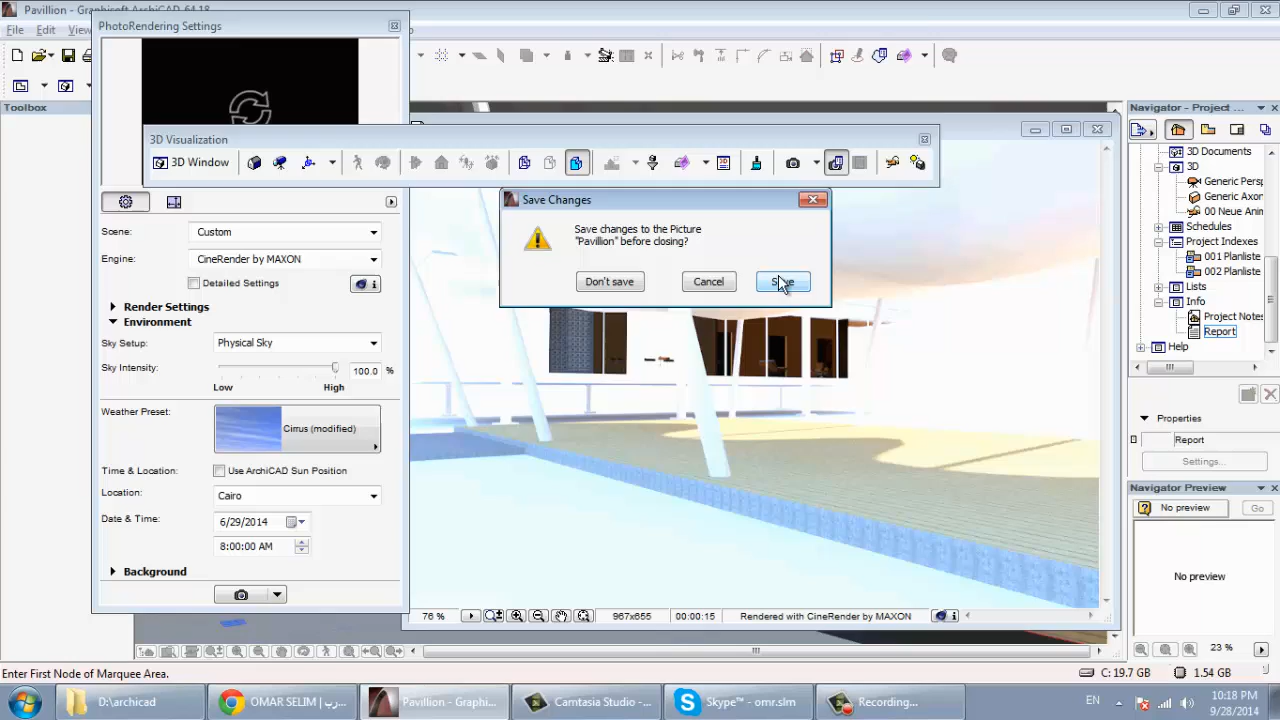 Pavillion - Graphisoft ArchiCAD-64 18
File Edit View
PhotoRendering Settings
Toolbox
3D Visualization
3D Window
Scene: Custom
Engine: CineRender by MAXON
Detailed Settings
Render Settings
Environment
Sky Setup: Physical Sky
Sky Intensity: 100.0 %
Low High
Weather Preset: Cirrus (modified)
Time & Location: Use ArchiCAD Sun Position
Location: Cairo
Date & Time: 6/29/2014
8:00:00 AM
Background
Save Changes
Save changes to the Picture
"Pavillion" before closing?
Don't save Cancel Save
76 % 967x655 00:00:15 Rendered with CineRender by MAXON
Navigator - Project
3D Documents
3D
Generic Persp
Generic Axon
00 Neue Anim
Schedules
Project Indexes
001 Planliste
002 Planliste
Lists
Info
Project Notes
Report
Help
Properties
Report
Settings...
Navigator Preview
No preview Go
No preview
23 %
Enter First Node of Marquee Area.
C: 19.7 GB 1.54 GB
D:\archicad
OMAR SELIM | رب...
Pavillion - Graphi...
Camtasia Studio -...
Skype™ - omr.slm
Recording...
EN
10:18 PM
9/28/2014